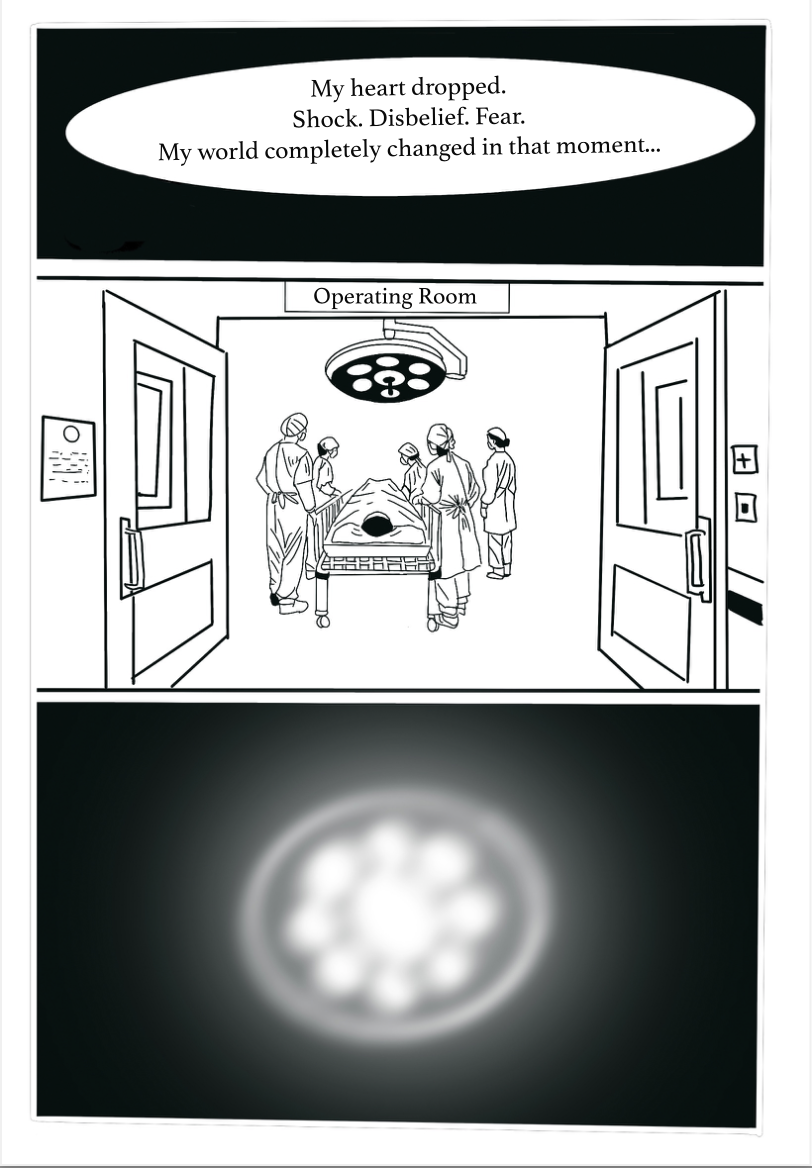 My heart dropped.
Shock. Disbelief. Fear.
My world completely changed in that moment...
Operating Room